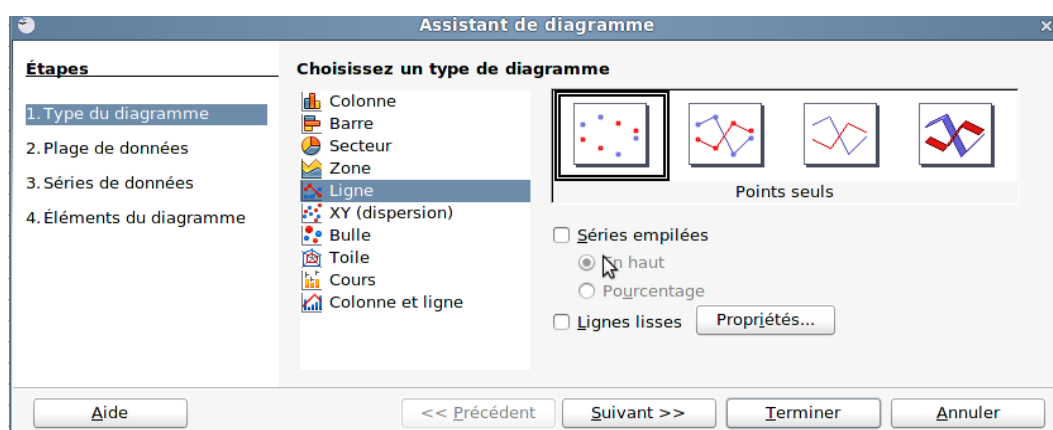 Assistant de diagramme
Étapes
1. Type du diagramme
2. Plage de données
3. Séries de données
4. Éléments du diagramme
Choisissez un type de diagramme
Colonne
Barre
Secteur
Zone
Ligne
XY (dispersion)
Bulle
Toile
Cours
Colonne et ligne
Points seuls
Séries empilées
En haut
Pourcentage
Lignes lisses
Propriétés...
Aide
<< Précédent
Suivant >>
Terminer
Annuler